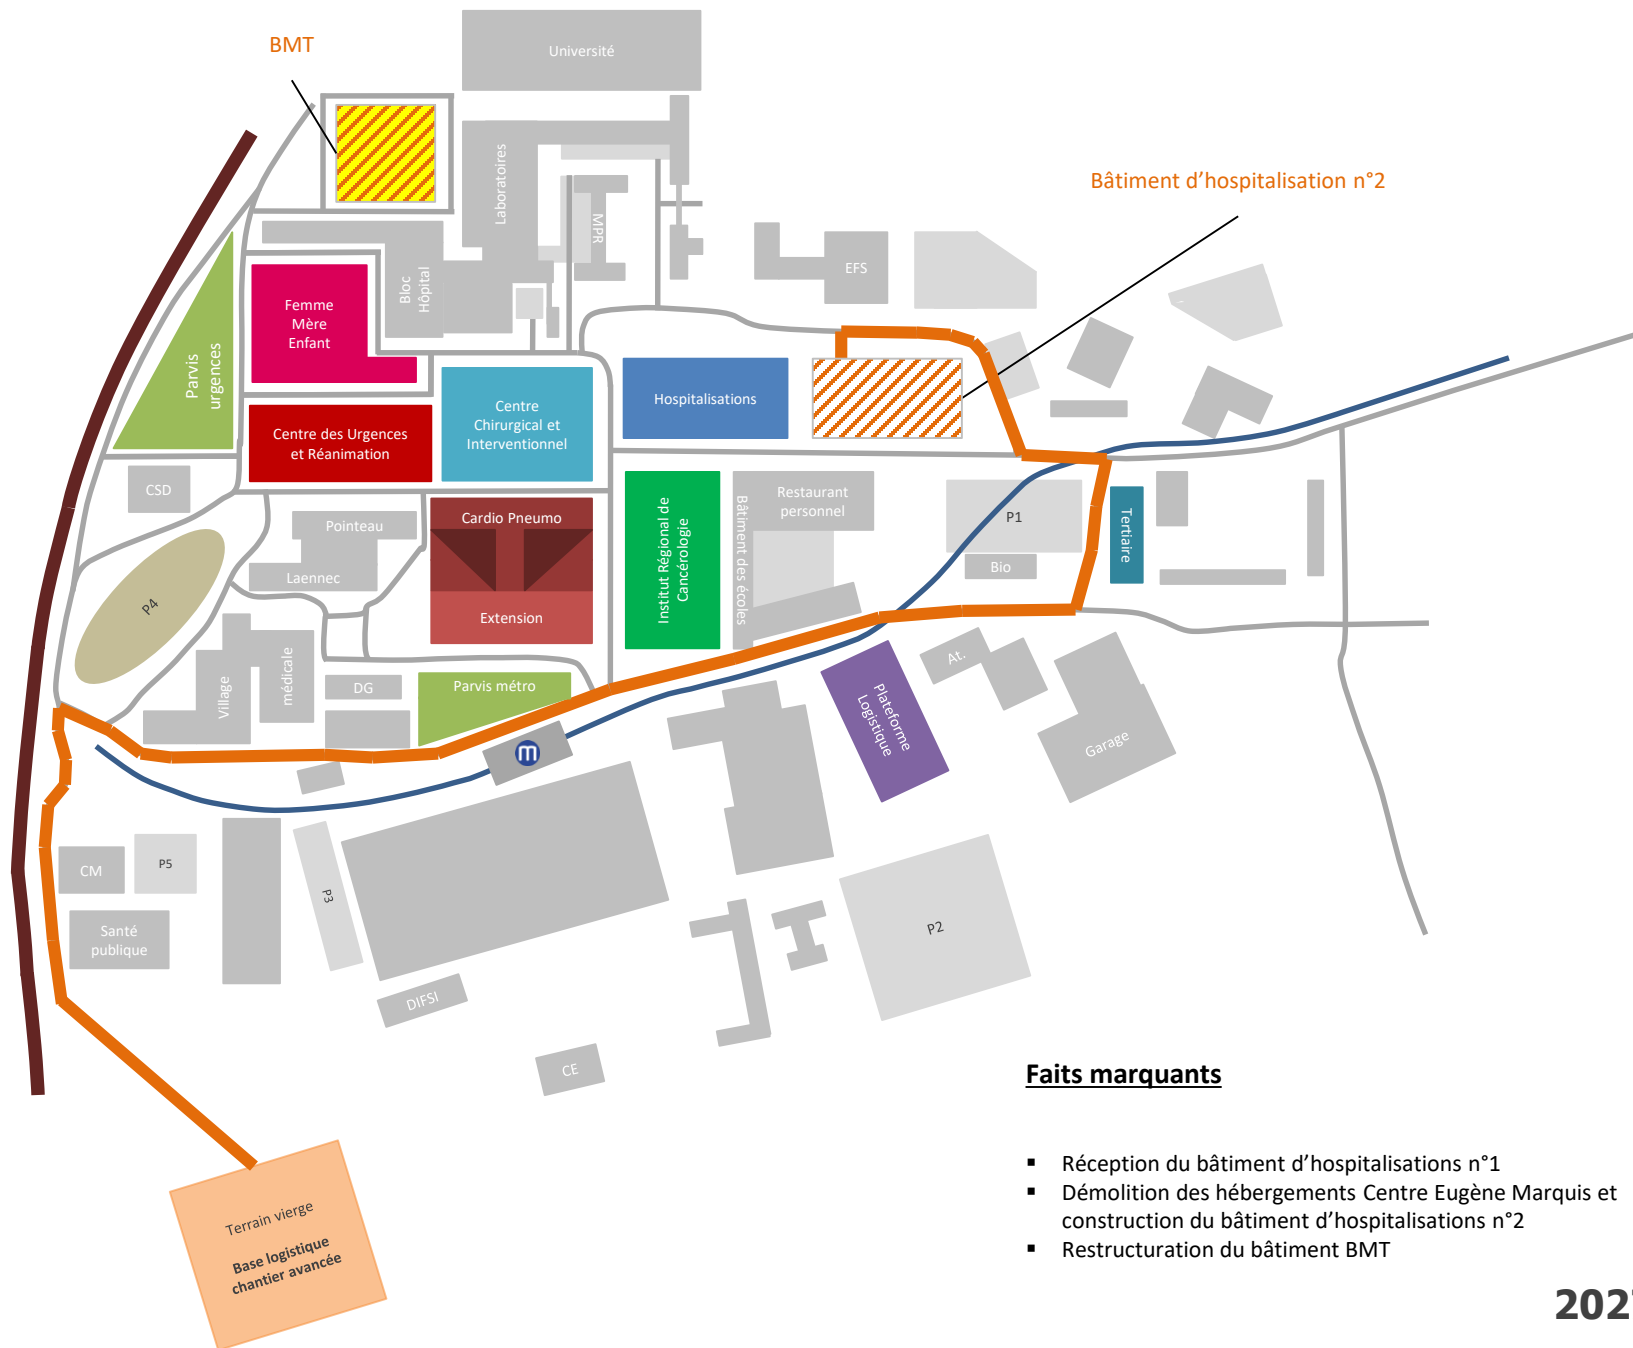 Université
BMT
Laboratoires
MPR
Bâtiment d’hospitalisation n°2
EFS
Bloc
Hôpital
Femme
Mère
Enfant
Parvis
urgences
Centre
Chirurgical et
Interventionnel
Hospitalisations
Centre des Urgences
et Réanimation
CSD
Pointeau
Laennec
Cardio Pneumo
Extension
Institut Régional de
Cancérologie
Bâtiment des écoles
Restaurant
personnel
P1
Bio
Tertiaire
P4
Village
médicale
DG
Parvis métro
m
Plateforme
Logistique
At.
Garage
CM
P5
P3
Santé
publique
P2
DIFSI
CE
Terrain vierge
Base logistique
chantier avancée
Faits marquants
▪ Réception du bâtiment d’hospitalisations n°1
▪ Démolition des hébergements Centre Eugène Marquis et
construction du bâtiment d’hospitalisations n°2
▪ Restructuration du bâtiment BMT